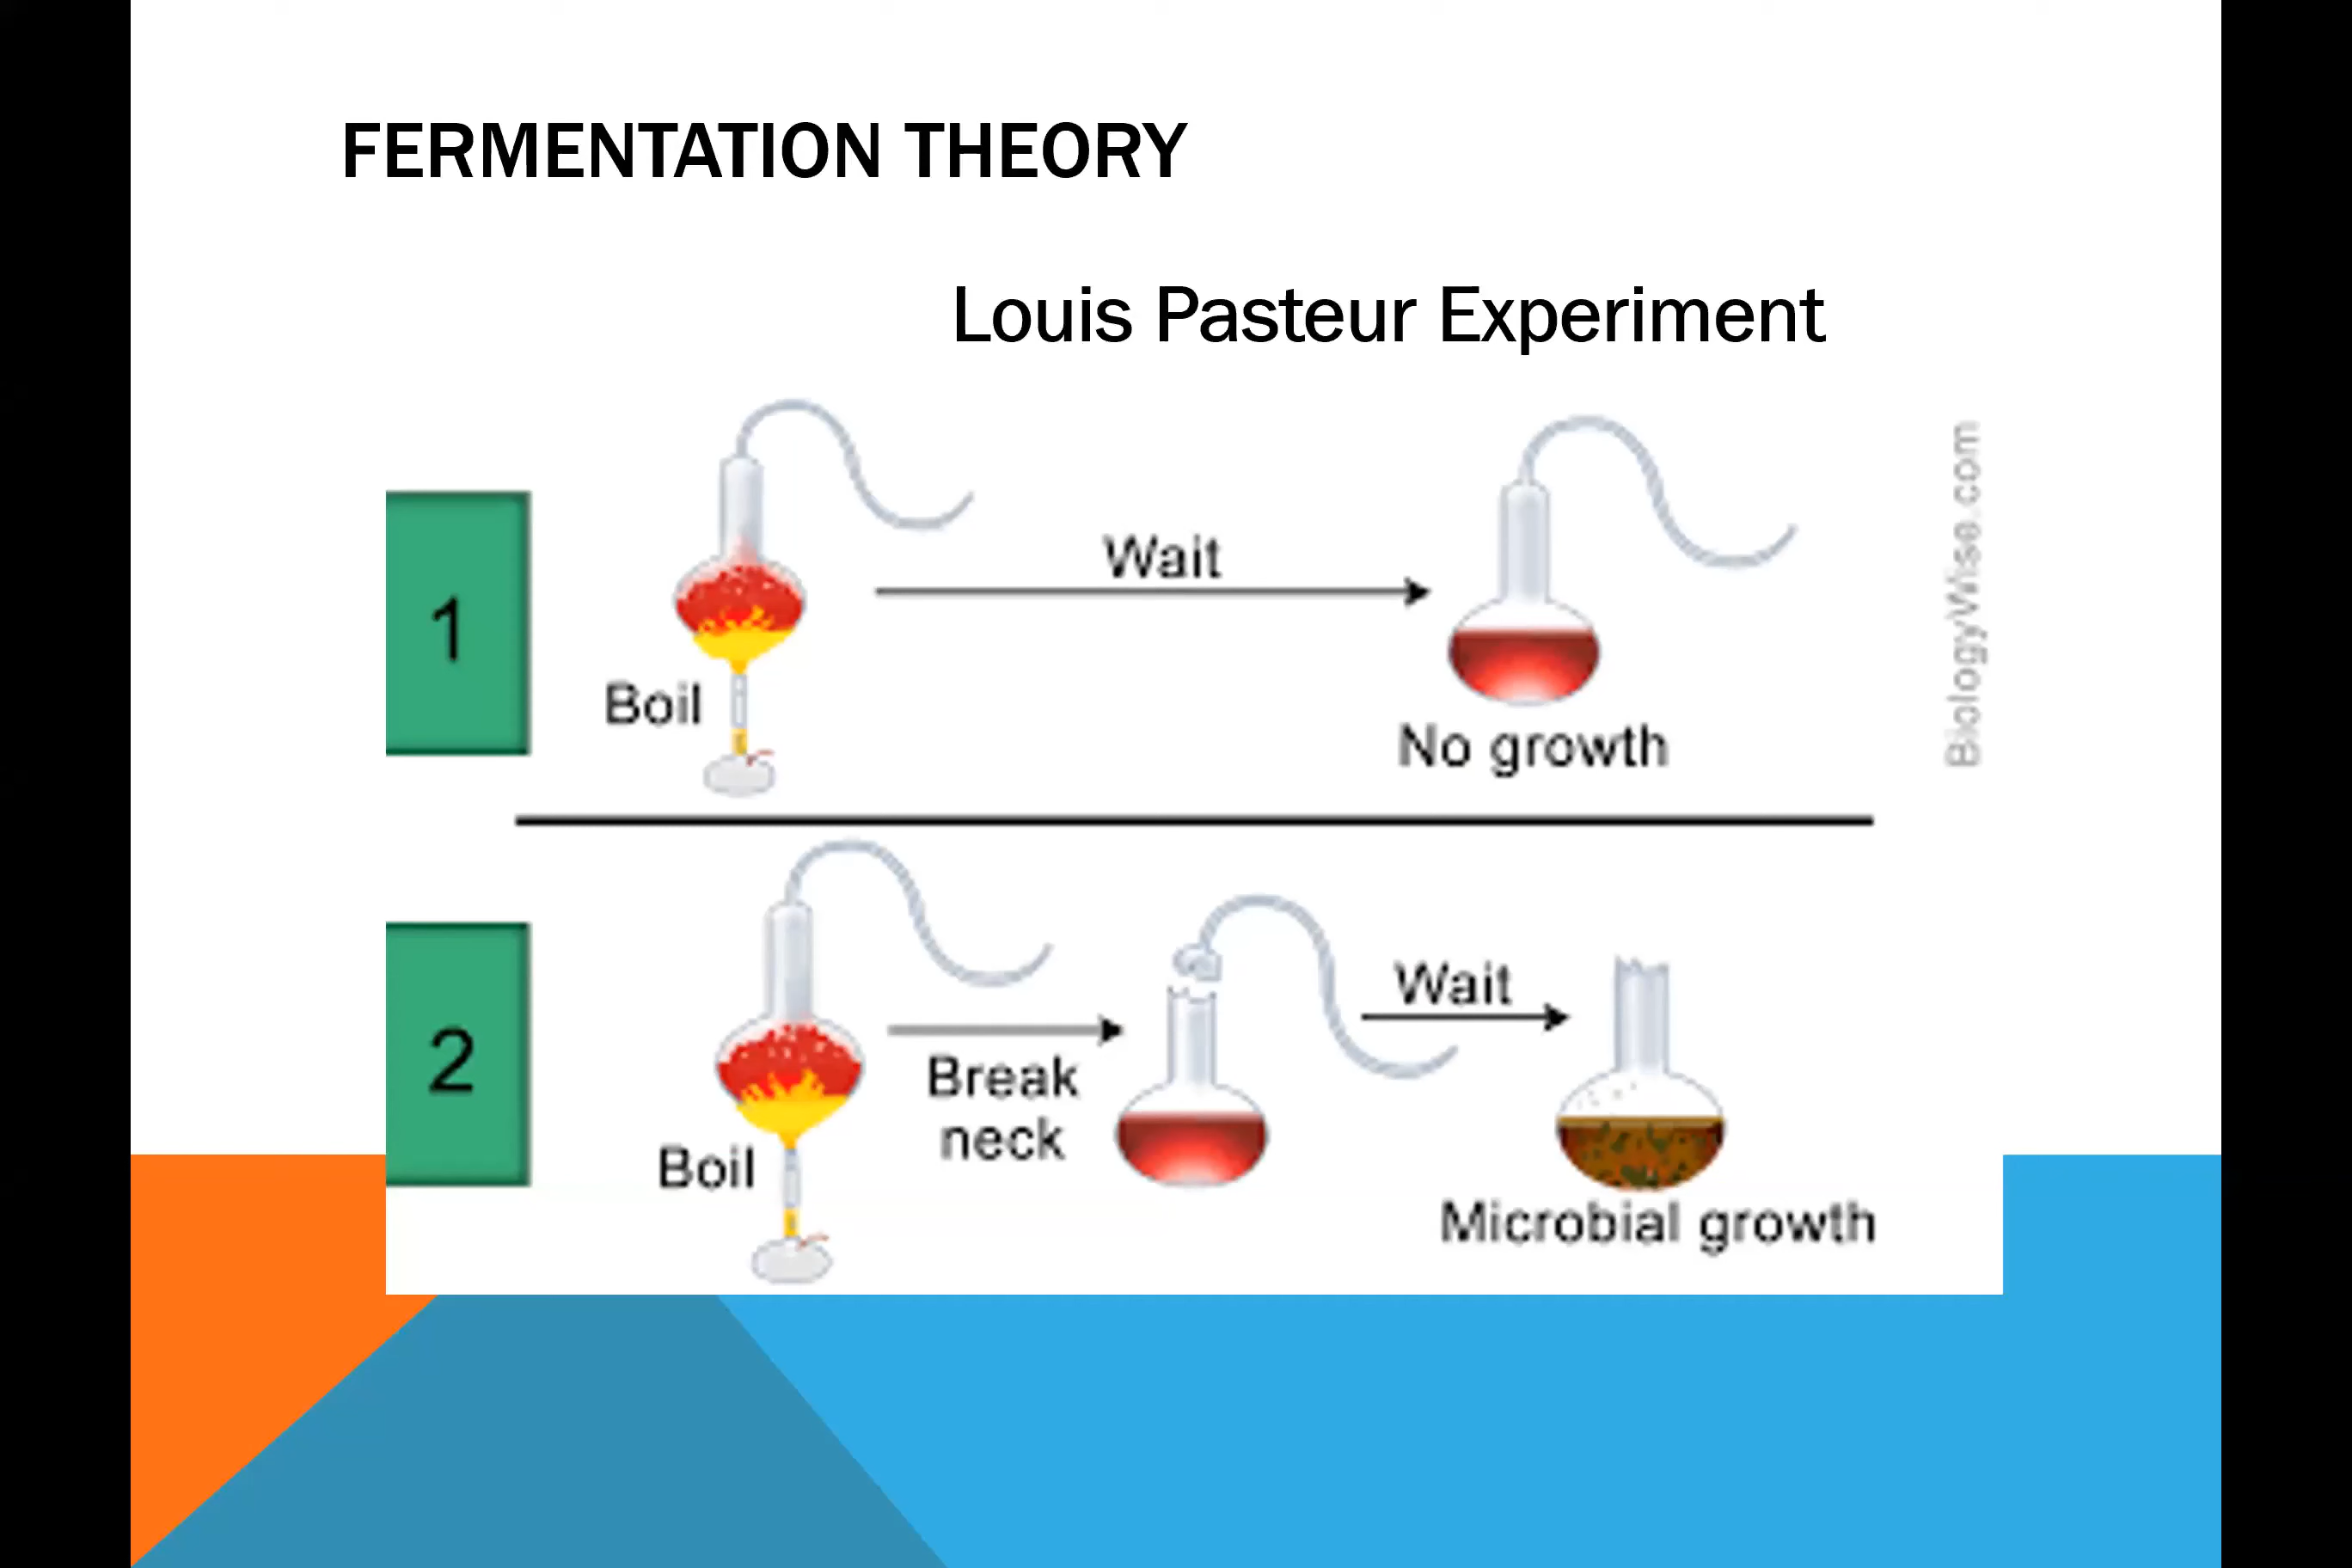 FERMENTATION THEORY
Louis Pasteur Experiment
1
Wait
Boil
No growth
BiologyWise.com
2
Break
neck
Wait
Boil
Microbial growth